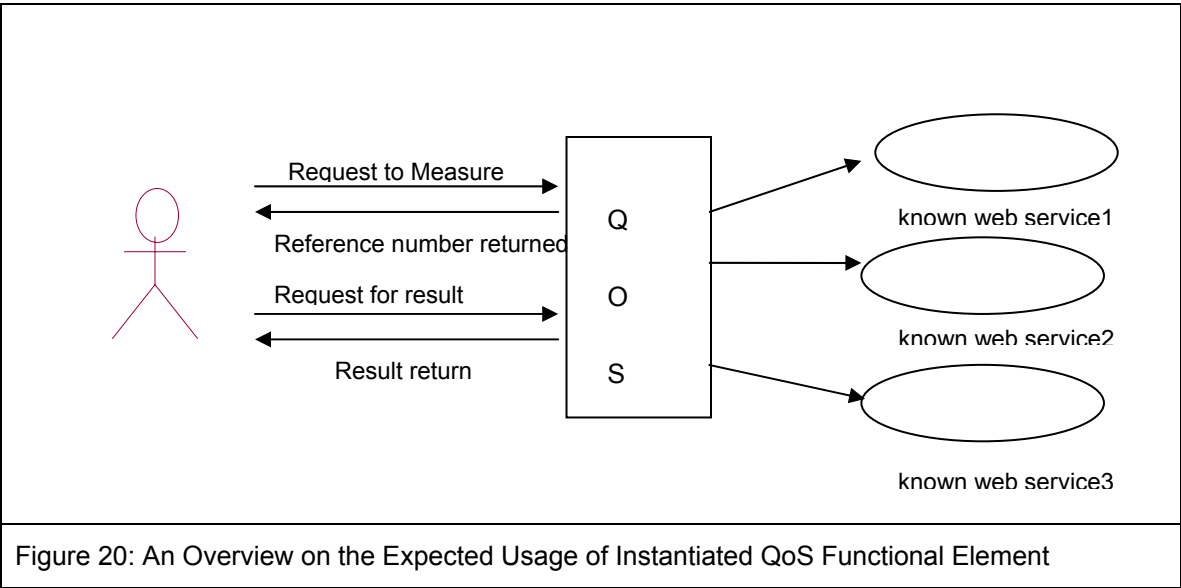 Request to Measure
Reference number returned
Request for result
Result return
Q
O
S
known web service1
known web service2
known web service3
Figure 20: An Overview on the Expected Usage of Instantiated QoS Functional Element